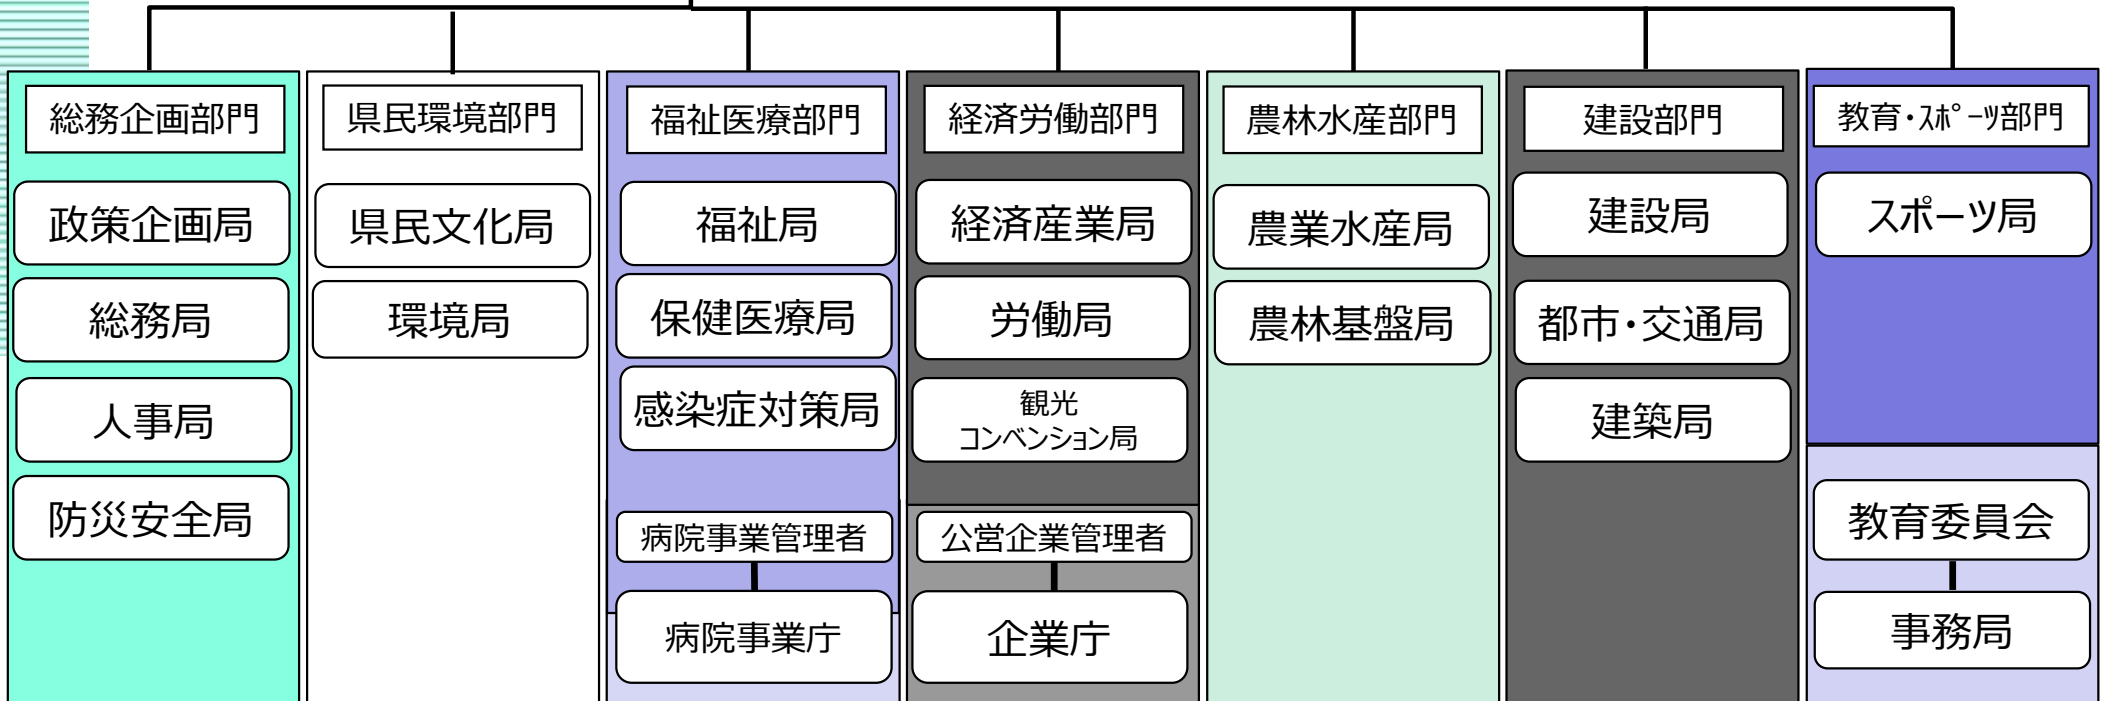 総務企画部門
政策企画局
総務局
人事局
防災安全局
県民環境部門
県民文化局
環境局
福祉医療部門
福祉局
保健医療局
感染症対策局
病院事業管理者
病院事業庁
経済労働部門
経済産業局
労働局
観光
コンベンション局
公営企業管理者
企業庁
農林水産部門
農業水産局
農林基盤局
建設部門
建設局
都市・交通局
建築局
教育・ｽﾎﾟｰﾂ部門
スポーツ局
教育委員会
事務局